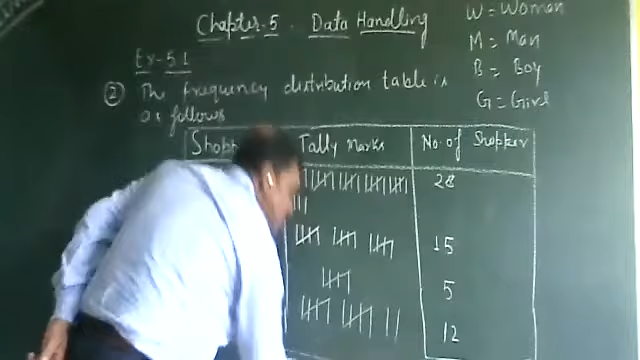 Chapter-5 . Data Handling
W = Woman
M = Man
B = Boy
G = Girl
Ex-5.1
② The frequency distribution table is
as follows
Tally Marks No. of Shopper
28
15
5
12